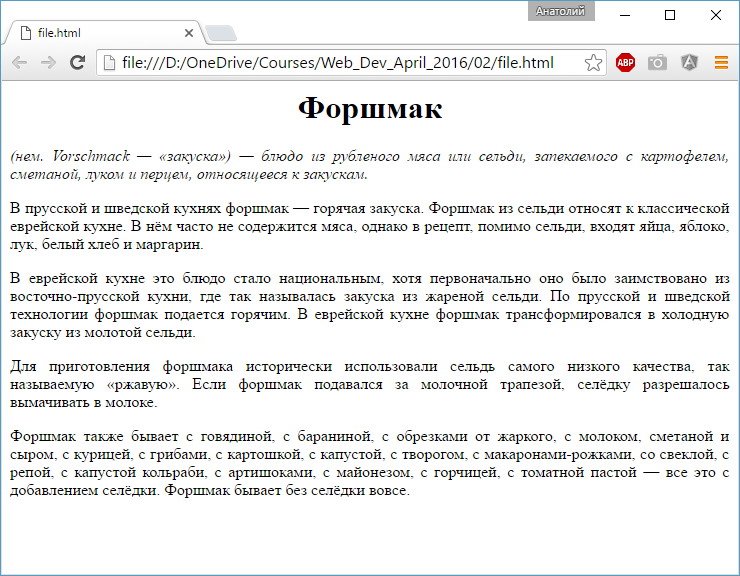 Анатолий
file.html
file:///D:/OneDrive/Courses/Web_Dev_April_2016/02/file.html
ABP
Форшмак
(нем. Vorschmack — «закуска») — блюдо из рубленого мяса или сельди, запекаемого с картофелем,
сметаной, луком и перцем, относящееся к закускам.
В прусской и шведской кухнях форшмак — горячая закуска. Форшмак из сельди относят к классической
еврейской кухне. В нём часто не содержится мяса, однако в рецепт, помимо сельди, входят яйца, яблоко,
лук, белый хлеб и маргарин.
В еврейской кухне это блюдо стало национальным, хотя первоначально оно было заимствовано из
восточно-прусской кухни, где так называлась закуска из жареной сельди. По прусской и шведской
технологии форшмак подается горячим. В еврейской кухне форшмак трансформировался в холодную
закуску из молотой сельди.
Для приготовления форшмака исторически использовали сельдь самого низкого качества, так
называемую «ржавую». Если форшмак подавался за молочной трапезой, селёдку разрешалось
вымачивать в молоке.
Форшмак также бывает с говядиной, с бараниной, с обрезками от жаркого, с молоком, сметаной и
сыром, с курицей, с грибами, с картошкой, с капустой, с творогом, с макаронами-рожками, со свеклой, с
репой, с капустой кольраби, с артишоками, с майонезом, с горчицей, с томатной пастой — все это с
добавлением селёдки. Форшмак бывает без селёдки вовсе.